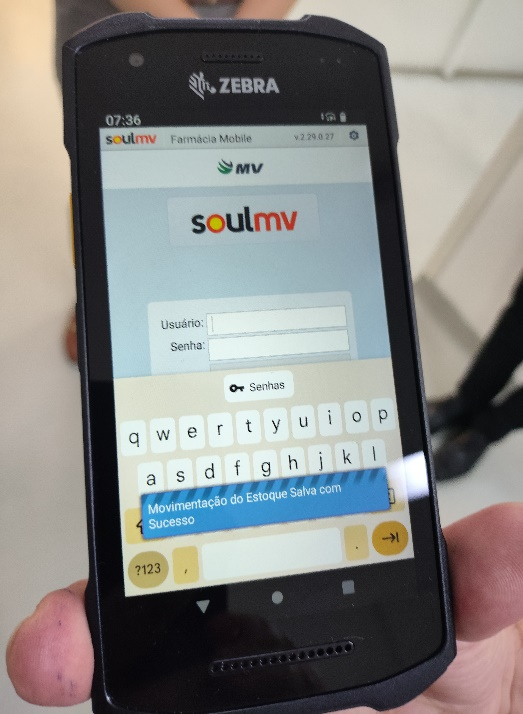 ZEBRA
07:36
soulmv Farmácia Mobile v.2.29.0.27
MV
soulmv
Usuário:
Senha:
Senhas
q w e r t y u i o p
a s d f g h j k l
Movimentação do Estoque Salva com
Sucesso
?123 , .